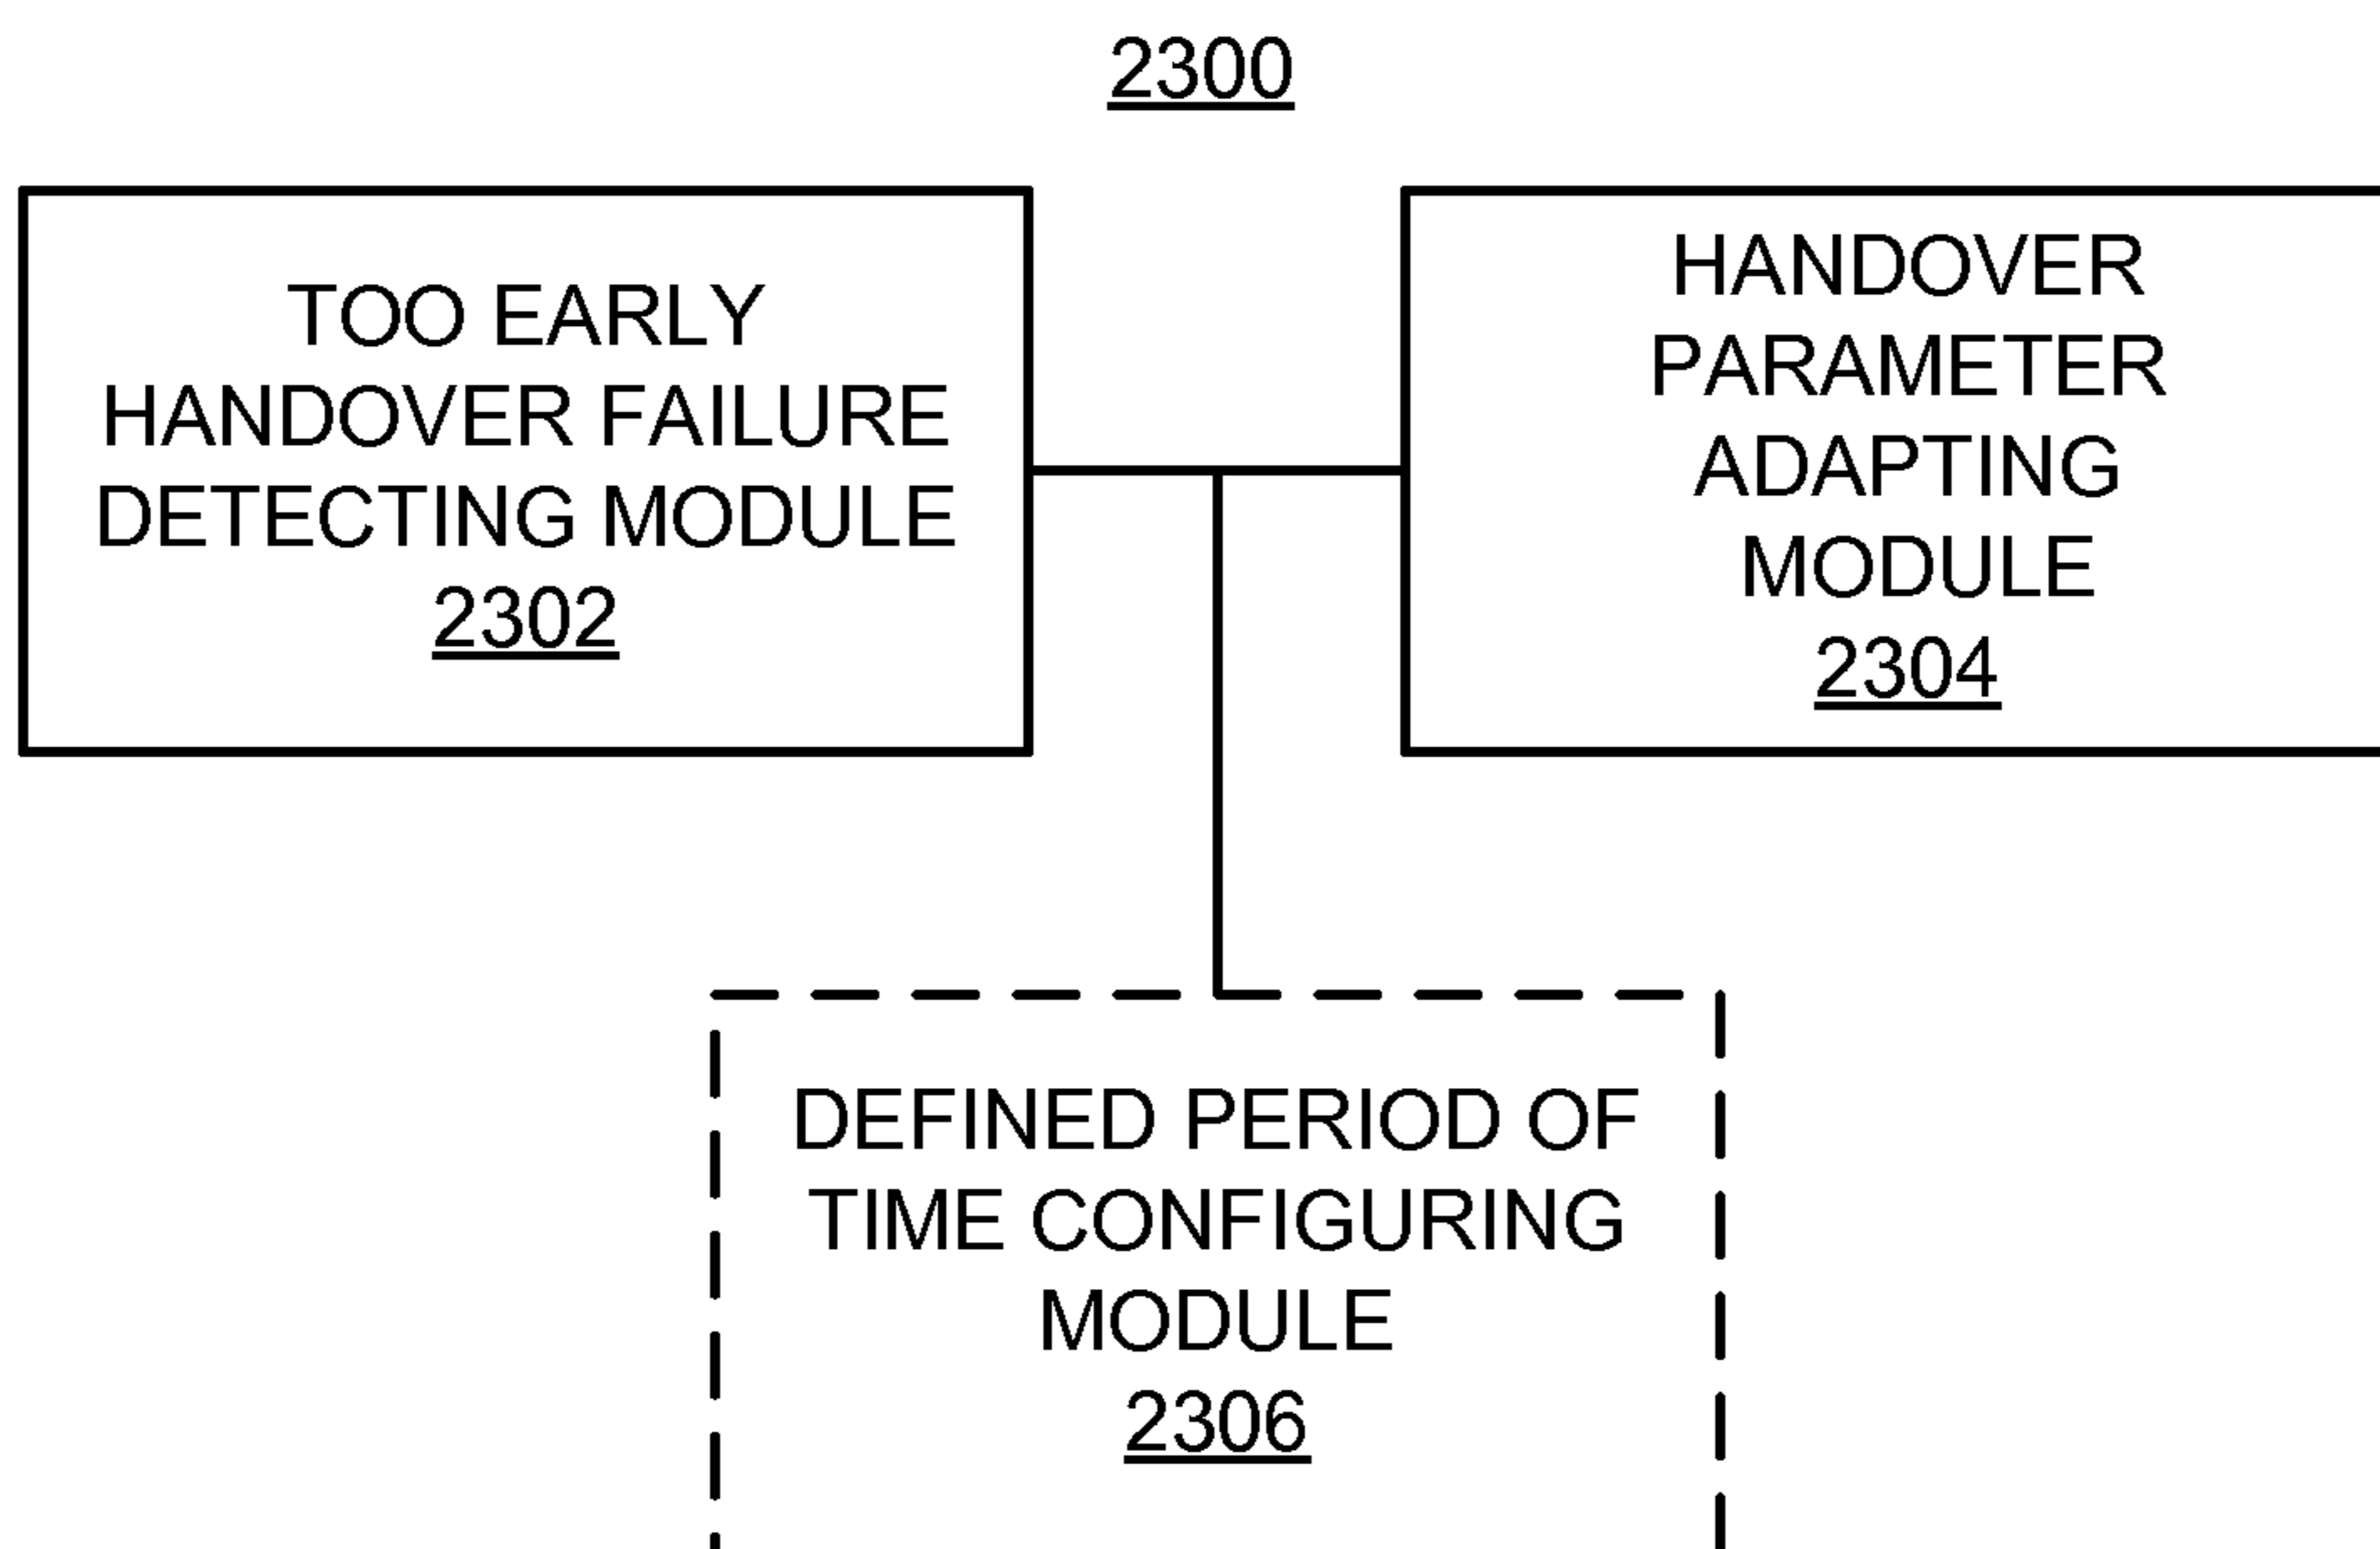 2300
TOO EARLY
HANDOVER FAILURE
DETECTING MODULE
2302
HANDOVER
PARAMETER
ADAPTING
MODULE
2304
DEFINED PERIOD OF
TIME CONFIGURING
MODULE
2306